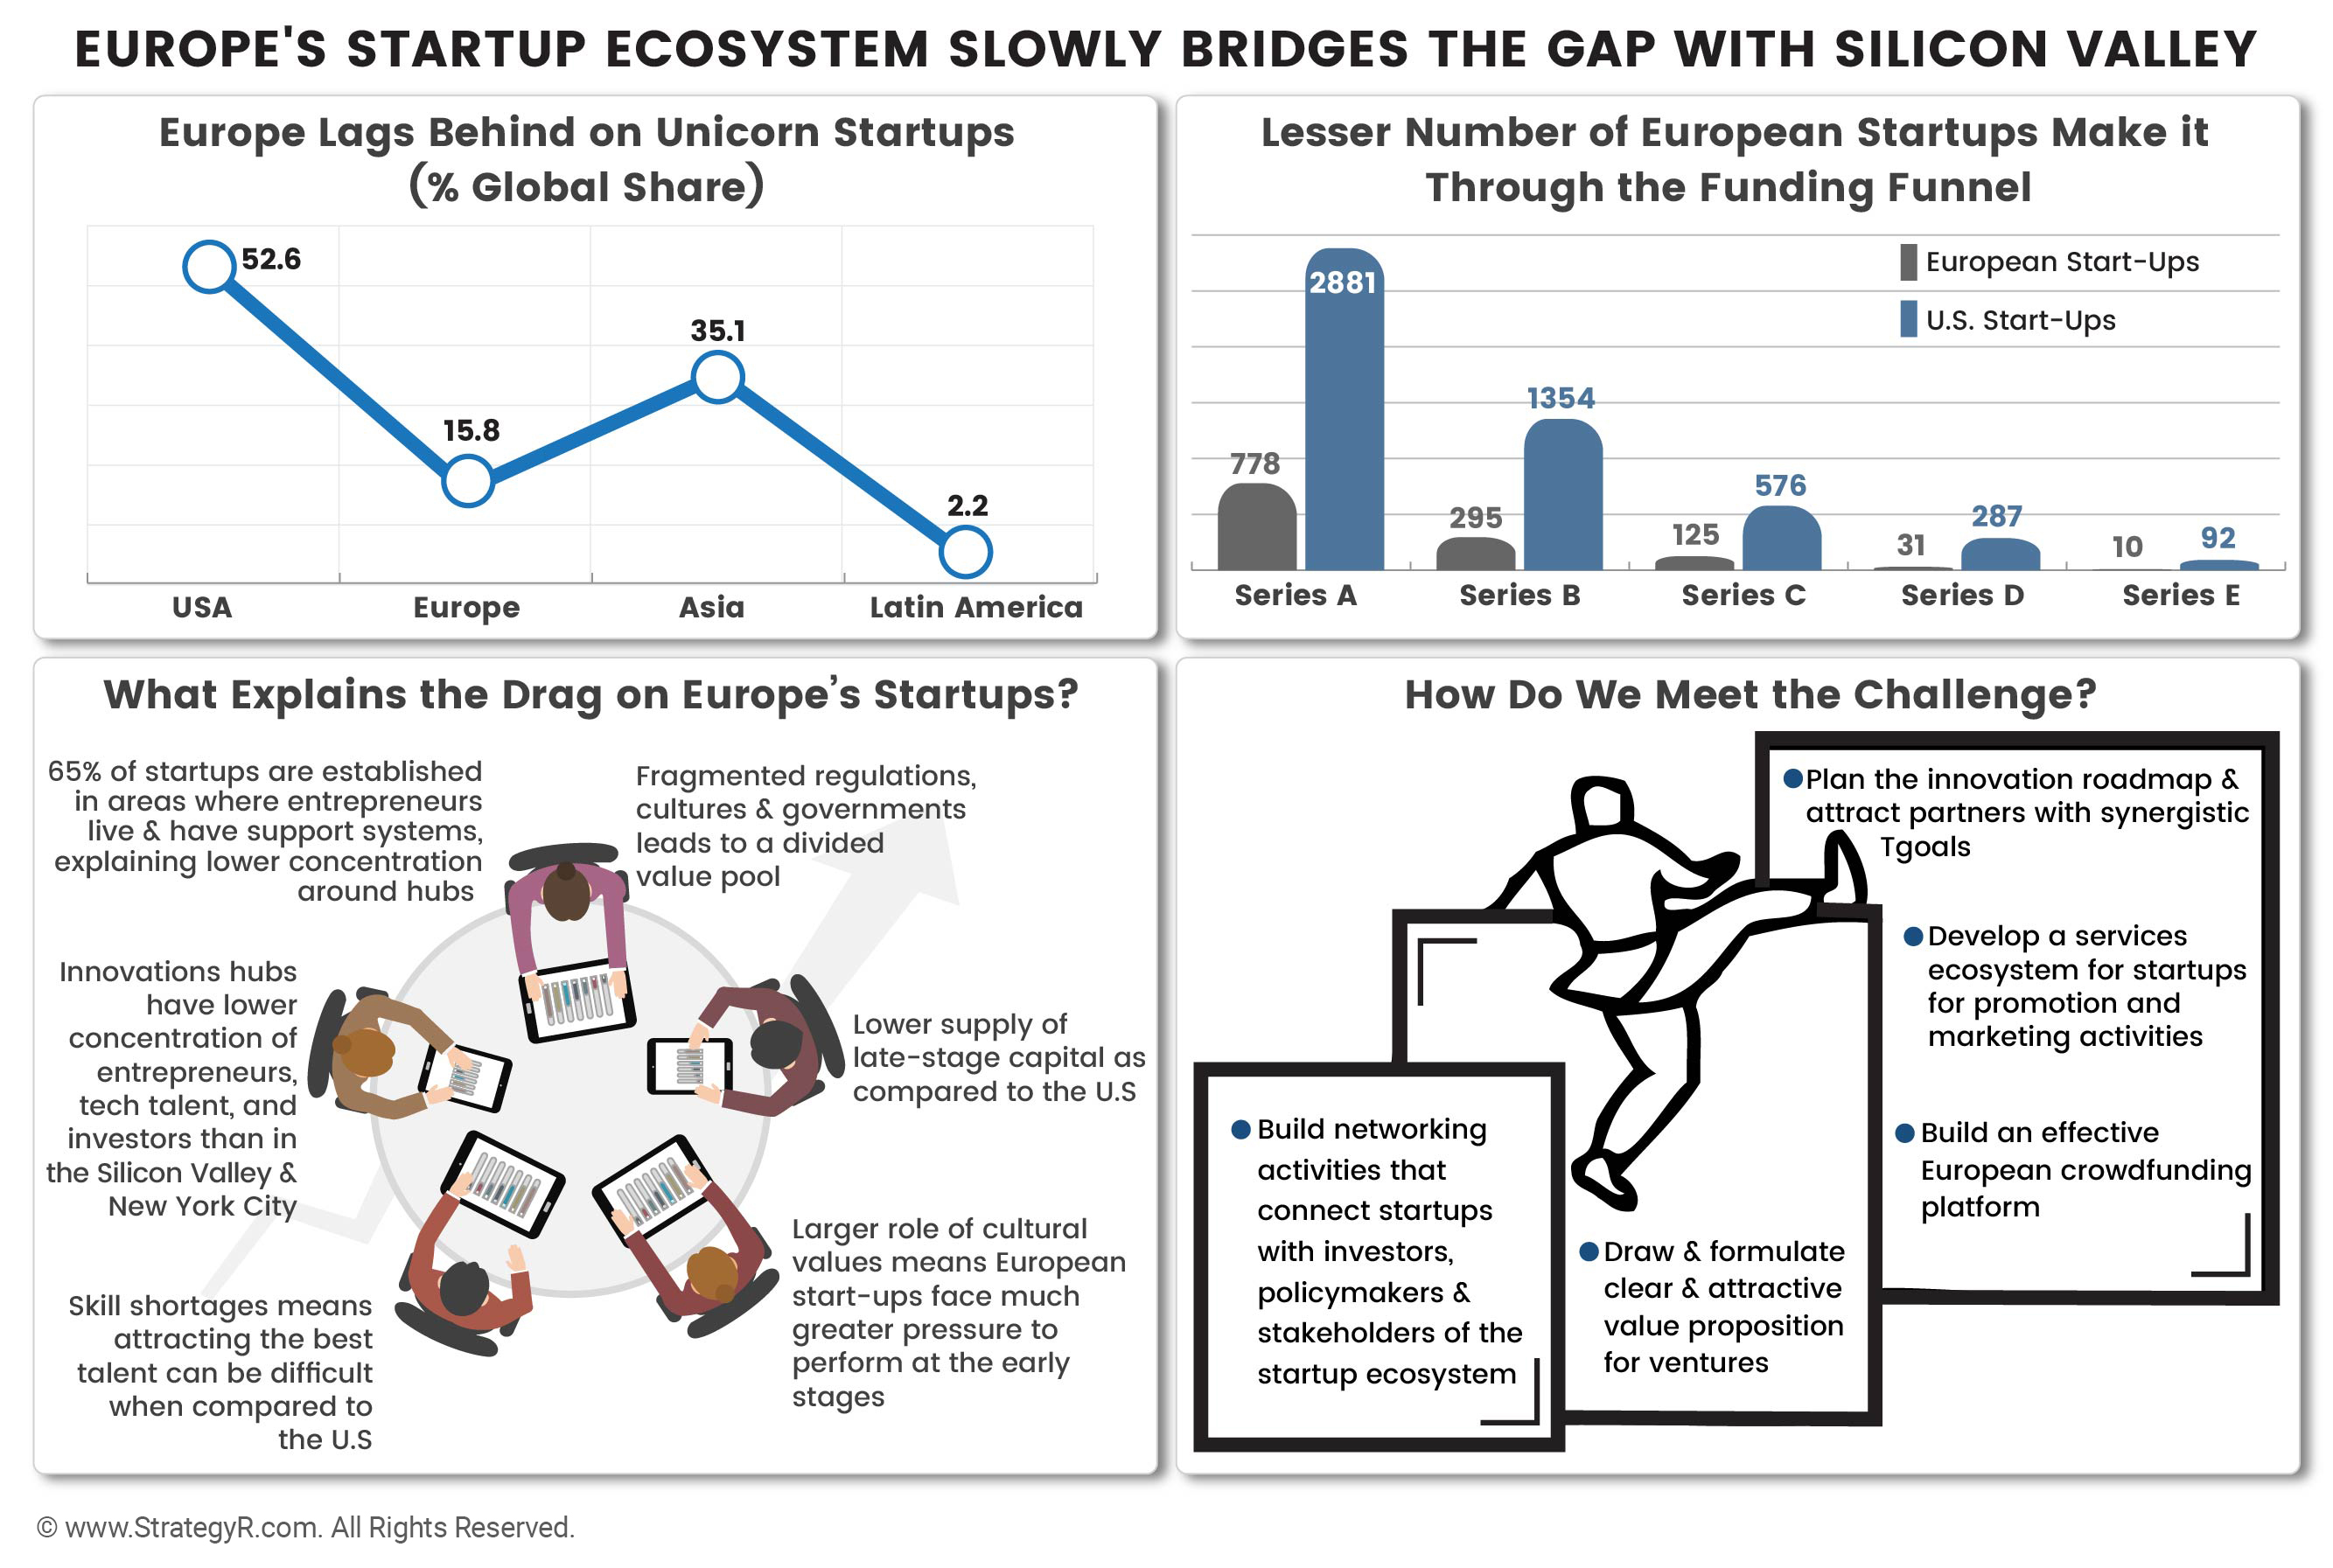 EUROPE'S STARTUP ECOSYSTEM SLOWLY BRIDGES THE GAP WITH SILICON VALLEY
Europe Lags Behind on Unicorn Startups
(% Global Share)
52.6
15.8
35.1
2.2
USA
Europe
Asia
Latin America
Lesser Number of European Startups Make it
Through the Funding Funnel
European Start-Ups
U.S. Start-Ups
778
2881
295
1354
125
576
31
287
10
92
Series A
Series B
Series C
Series D
Series E
What Explains the Drag on Europe’s Startups?
65% of startups are established
in areas where entrepreneurs
live & have support systems,
explaining lower concentration
around hubs
Fragmented regulations,
cultures & governments
leads to a divided
value pool
Innovations hubs
have lower
concentration of
entrepreneurs,
tech talent, and
investors than in
the Silicon Valley &
New York City
Lower supply of
late-stage capital as
compared to the U.S
Skill shortages means
attracting the best
talent can be difficult
when compared to
the U.S
Larger role of cultural
values means European
start-ups face much
greater pressure to
perform at the early
stages
How Do We Meet the Challenge?
Plan the innovation roadmap &
attract partners with synergistic
Tgoals
Develop a services
ecosystem for startups
for promotion and
marketing activities
Build an effective
European crowdfunding
platform
Build networking
activities that
connect startups
with investors,
policymakers &
stakeholders of the
startup ecosystem
Draw & formulate
clear & attractive
value proposition
for ventures
© www.StrategyR.com. All Rights Reserved.